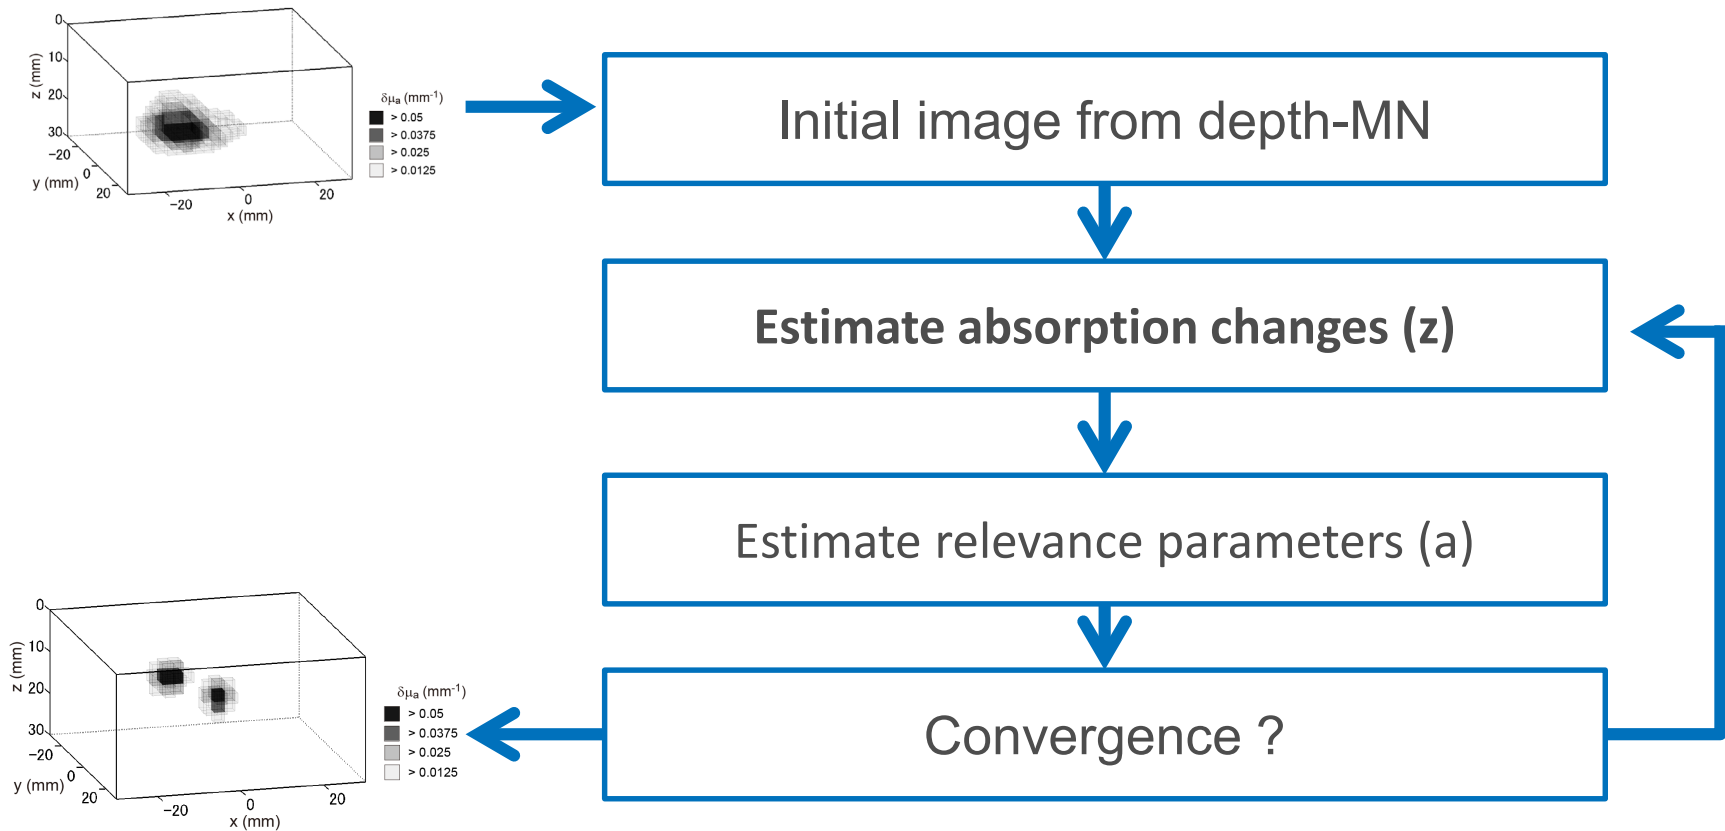 0
10
20
30
z (mm)
−20
0
20
y (mm)
−20
0
20
x (mm)
δμa (mm-1)
> 0.05
> 0.0375
> 0.025
> 0.0125
Initial image from depth-MN
Estimate absorption changes (z)
Estimate relevance parameters (a)
Convergence ?
0
10
20
30
z (mm)
−20
0
20
y (mm)
−20
0
20
x (mm)
δμa (mm-1)
> 0.05
> 0.0375
> 0.025
> 0.0125